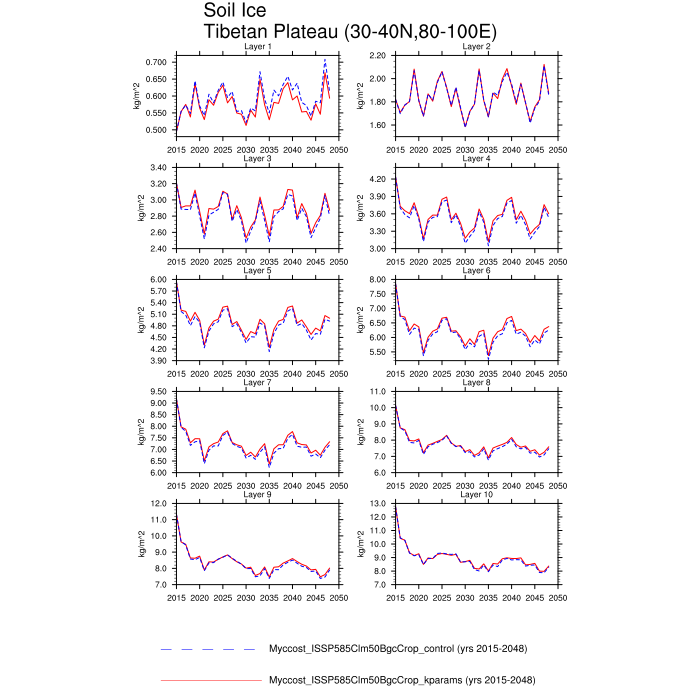 Soil Ice
Tibetan Plateau (30-40N,80-100E)
Layer 1
kg/m^2
0.700
0.650
0.600
0.550
0.500
2015 2020 2025 2030 2035 2040 2045 2050
Layer 2
kg/m^2
2.20
2.00
1.80
1.60
2015 2020 2025 2030 2035 2040 2045 2050
Layer 3
kg/m^2
3.40
3.20
3.00
2.80
2.60
2.40
2015 2020 2025 2030 2035 2040 2045 2050
Layer 4
kg/m^2
4.20
3.90
3.60
3.30
3.00
2015 2020 2025 2030 2035 2040 2045 2050
Layer 5
kg/m^2
6.00
5.70
5.40
5.10
4.80
4.50
4.20
3.90
2015 2020 2025 2030 2035 2040 2045 2050
Layer 6
kg/m^2
8.00
7.50
7.00
6.50
6.00
5.50
2015 2020 2025 2030 2035 2040 2045 2050
Layer 7
kg/m^2
9.50
9.00
8.50
8.00
7.50
7.00
6.50
6.00
2015 2020 2025 2030 2035 2040 2045 2050
Layer 8
kg/m^2
11.0
10.0
9.0
8.0
7.0
6.0
2015 2020 2025 2030 2035 2040 2045 2050
Layer 9
kg/m^2
12.0
11.0
10.0
9.0
8.0
7.0
2015 2020 2025 2030 2035 2040 2045 2050
Layer 10
kg/m^2
13.0
12.0
11.0
10.0
9.0
8.0
7.0
2015 2020 2025 2030 2035 2040 2045 2050
Myccost_ISSP585Clm50BgcCrop_control (yrs 2015-2048)
Myccost_ISSP585Clm50BgcCrop_kparams (yrs 2015-2048)